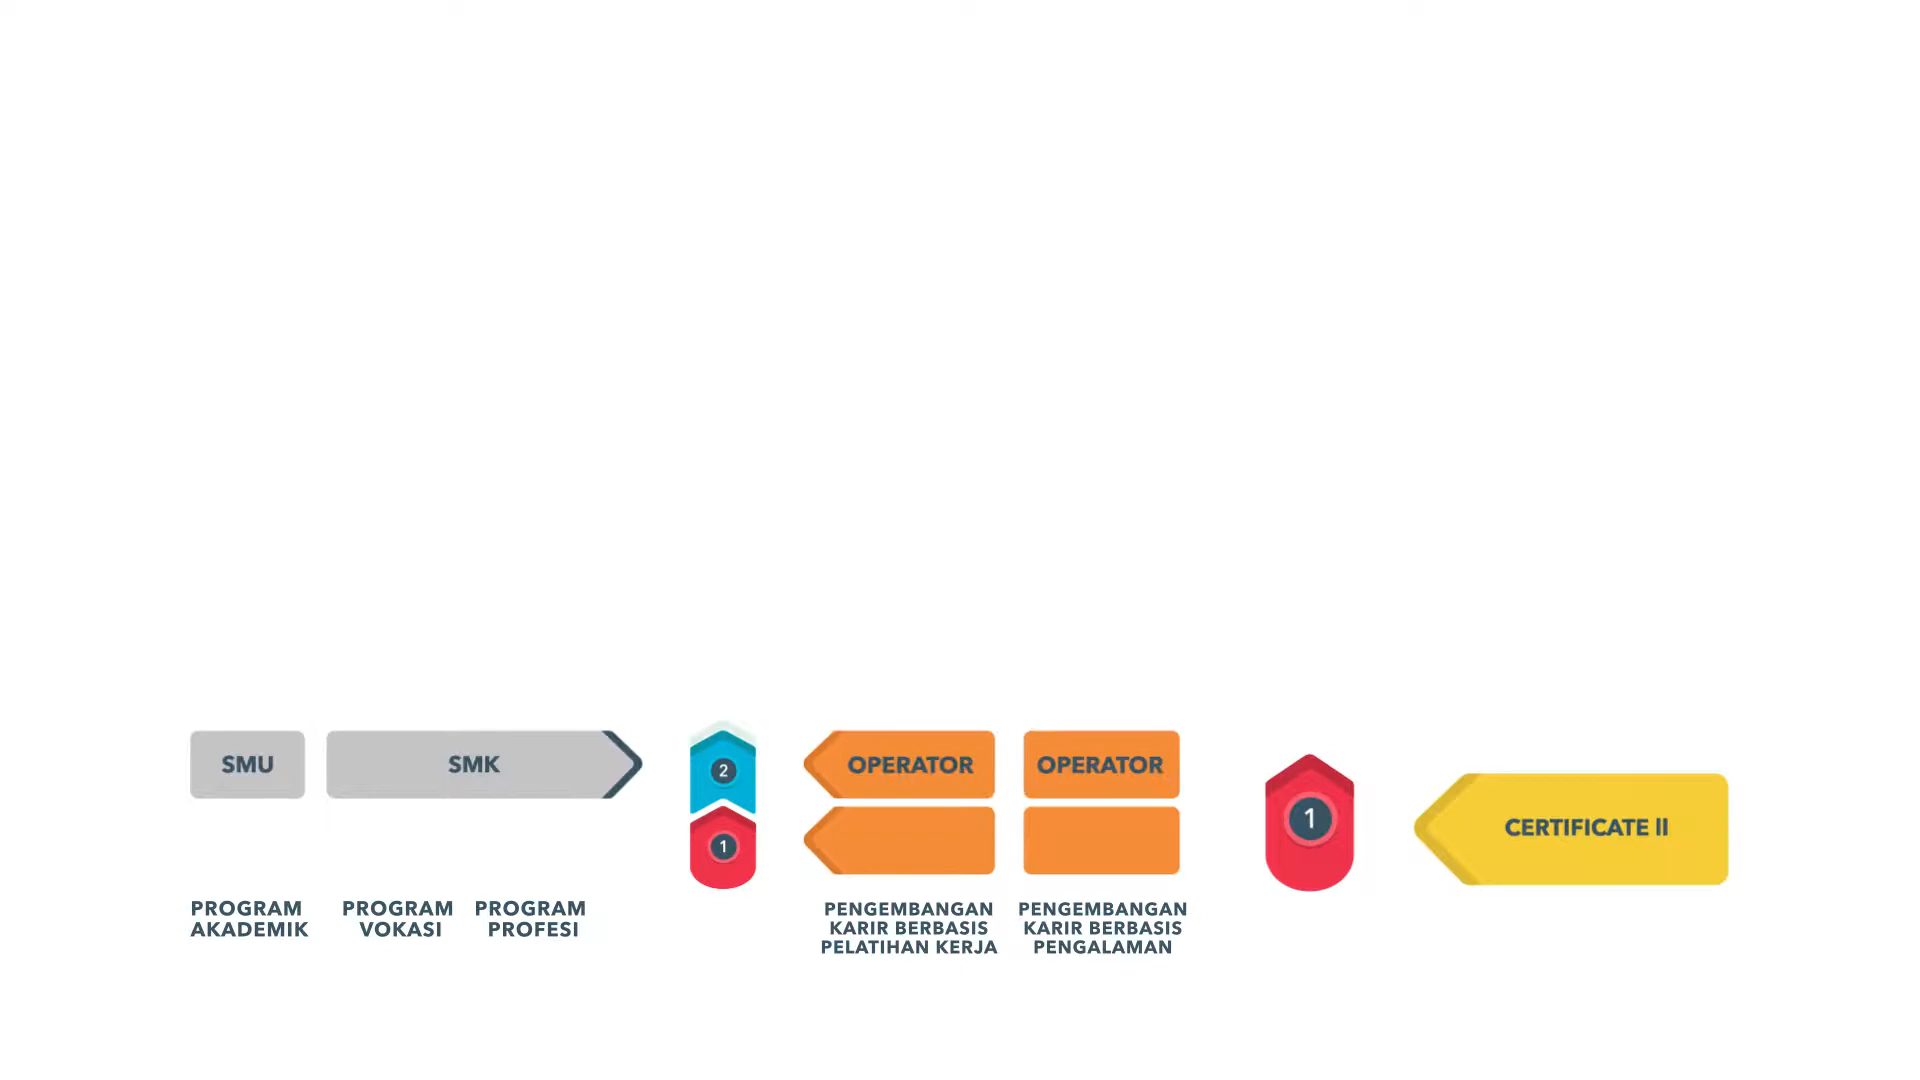 SMU
SMK
2
OPERATOR
OPERATOR
1
1
CERTIFICATE II
PROGRAM
AKADEMIK
PROGRAM
VOKASI
PROGRAM
PROFESI
PENGEMBANGAN
KARIR BERBASIS
PELATIHAN KERJA
PENGEMBANGAN
KARIR BERBASIS
PENGALAMAN